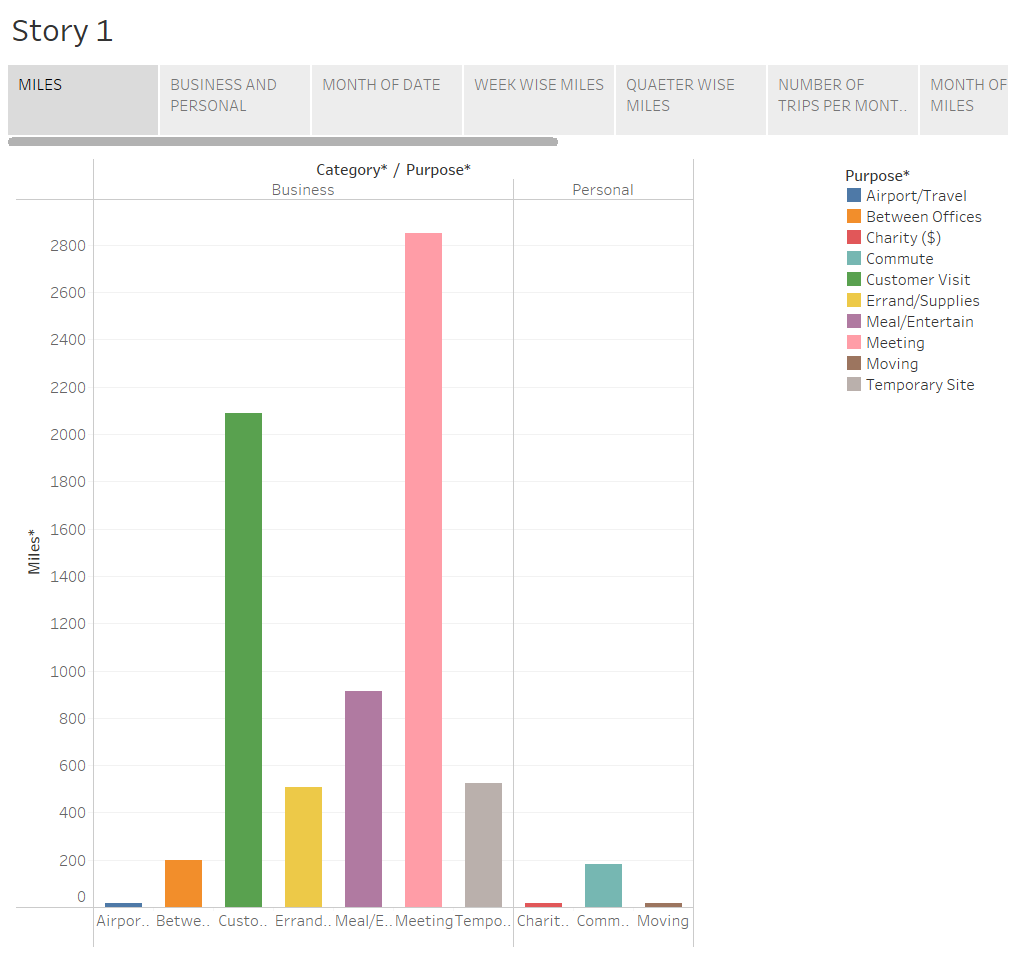 Story 1
MILES
BUSINESS AND
PERSONAL
MONTH OF DATE
WEEK WISE MILES
QUAETER WISE
MILES
NUMBER OF
TRIPS PER MONT..
MONTH OF
MILES
Category* / Purpose*
Business
Personal
Miles*
2800
2600
2400
2200
2000
1800
1600
1400
1200
1000
800
600
400
200
0
Airpor..
Betwe..
Custo..
Errand..
Meal/E..
Meeting
Tempo..
Charit..
Comm..
Moving
Purpose*
Airport/Travel
Between Offices
Charity ($)
Commute
Customer Visit
Errand/Supplies
Meal/Entertain
Meeting
Moving
Temporary Site